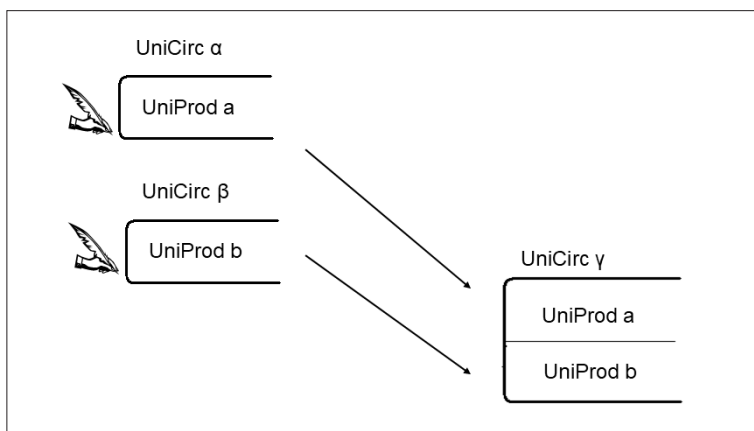 UniCirc α
UniProd a
UniCirc β
UniProd b
UniCirc γ
UniProd a
UniProd b